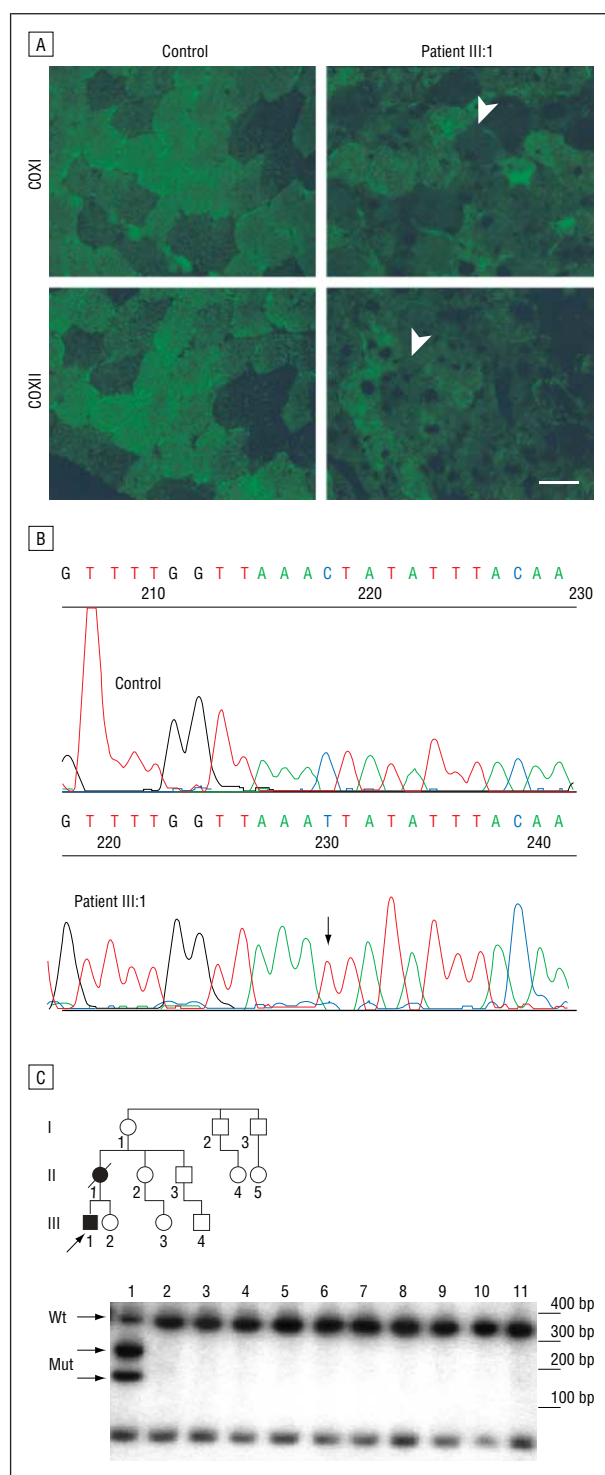 A
Control Patient III:1
COXI
COXII
B
G T T T T G G T T A A A C T A T A T T T A C A A
210 220 230
Control
G T T T T G G T T A A A T T A T A T T T A C A A
220 230 240
Patient III:1
C
I
1 2 3
II
1 2 3 4 5
III
1 2 3 4
1 2 3 4 5 6 7 8 9 10 11
Wt
400 bp
300 bp
Mut
200 bp
100 bp